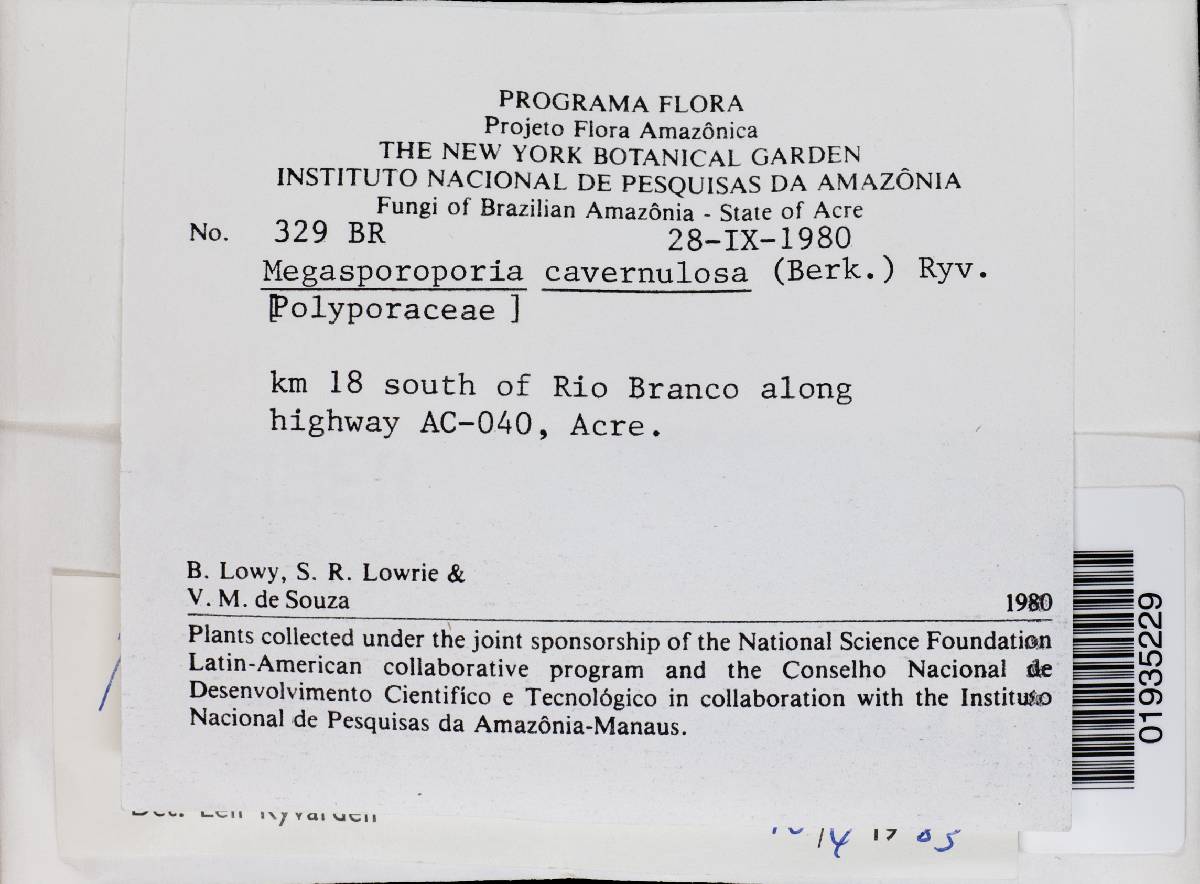 PROGRAMA FLORA
Projeto Flora Amazônica
THE NEW YORK BOTANICAL GARDEN
INSTITUTO NACIONAL DE PESQUISAS DA AMAZÔNIA
Fungi of Brazilian Amazônia - State of Acre
No. 329 BR 28-IX-1980
Megasporoporia cavernulosa (Berk.) Ryv.
[Polyporaceae ]
km 18 south of Rio Branco along
highway AC-040, Acre.
B. Lowy, S. R. Lowrie &
V. M. de Souza 1980
Plants collected under the joint sponsorship of the National Science Foundation
Latin-American collaborative program and the Conselho Nacional de
Desenvolvimento Cientifíco e Tecnológico in collaboration with the Instituto
Nacional de Pesquisas da Amazônia-Manaus.
01935229
Det. Leif Ryvarden